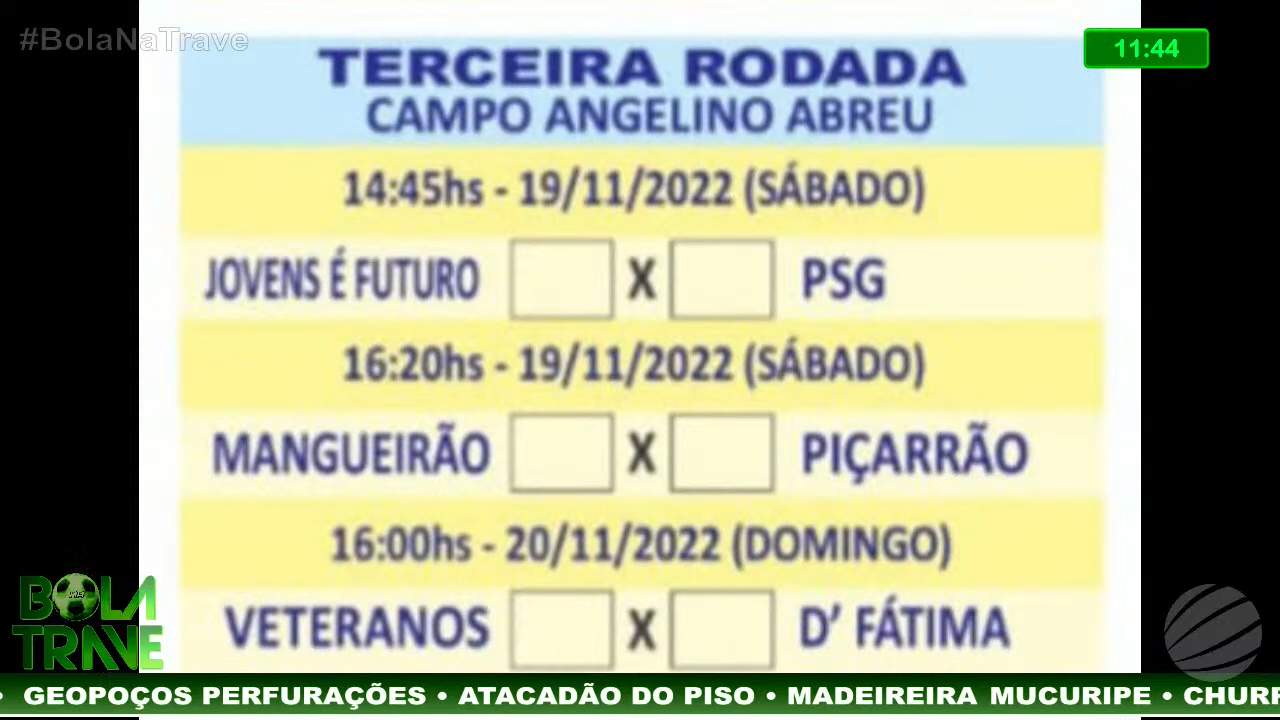 #BolaNaTrave
11:44
TERCEIRA RODADA
CAMPO ANGELINO ABREU
14:45hs - 19/11/2022 (SÁBADO)
JOVENS É FUTURO X PSG
16:20hs - 19/11/2022 (SÁBADO)
MANGUEIRÃO X PIÇARRÃO
16:00hs - 20/11/2022 (DOMINGO)
VETERANOS X D' FÁTIMA
BOLA
NA
TRAVE
• GEOPOÇOS PERFURAÇÕES • ATACADÃO DO PISO • MADEIREIRA MUCURIPE •